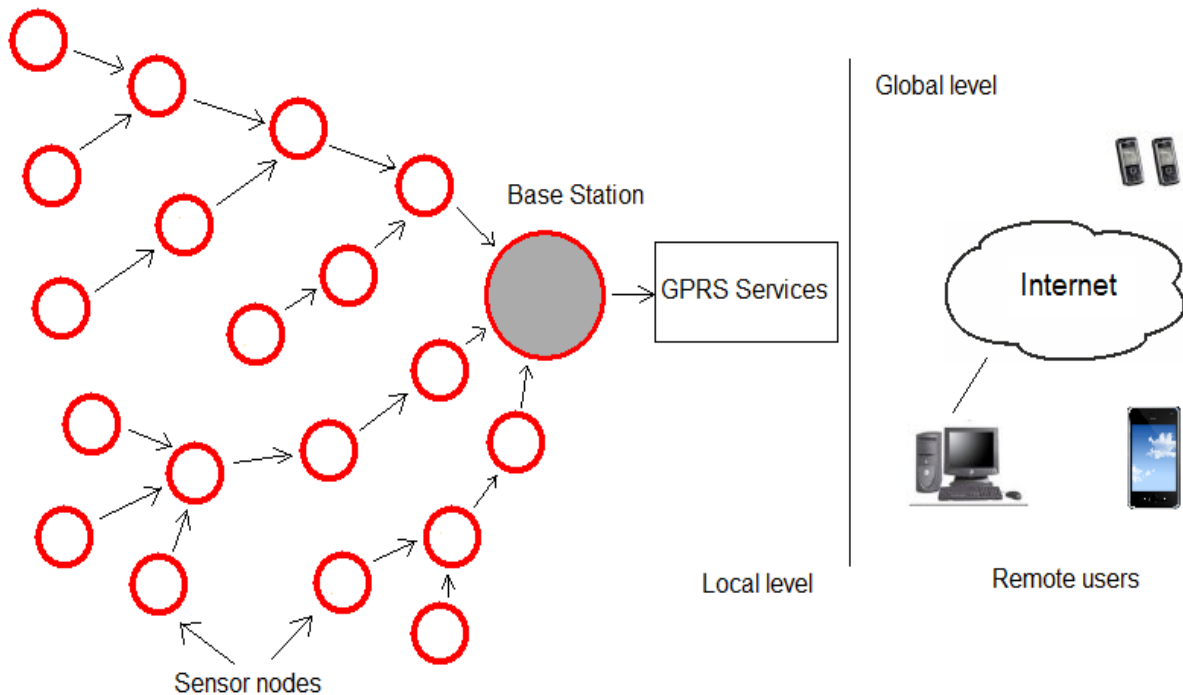 Global level
Base Station
GPRS Services
Internet
Local level
Remote users
Sensor nodes